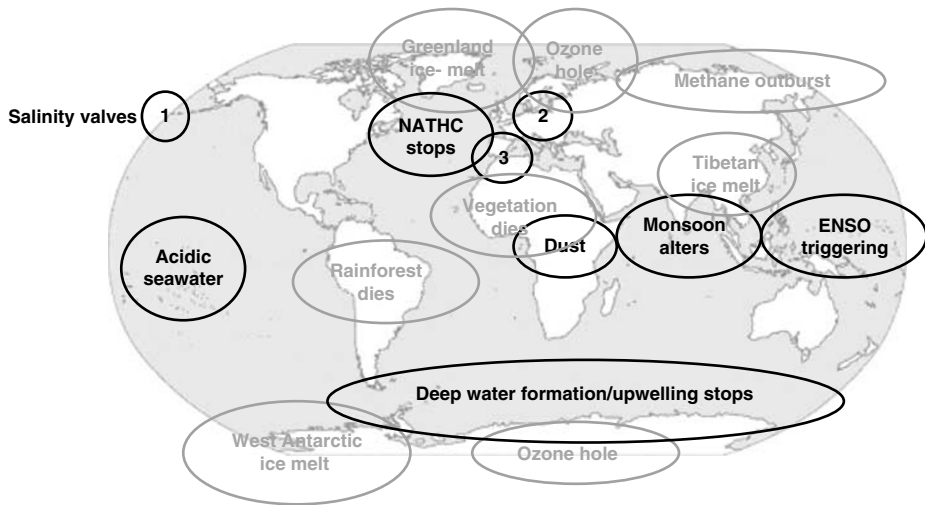 Greenland
ice- melt
Ozone
hole
Methane outburst
Salinity valves
1
NATHC
stops
2
3
Tibetan
ice melt
Vegetation
dies
Dust
Monsoon
alters
ENSO
triggering
Acidic
seawater
Rainforest
dies
Deep water formation/upwelling stops
West Antarctic
ice melt
Ozone hole